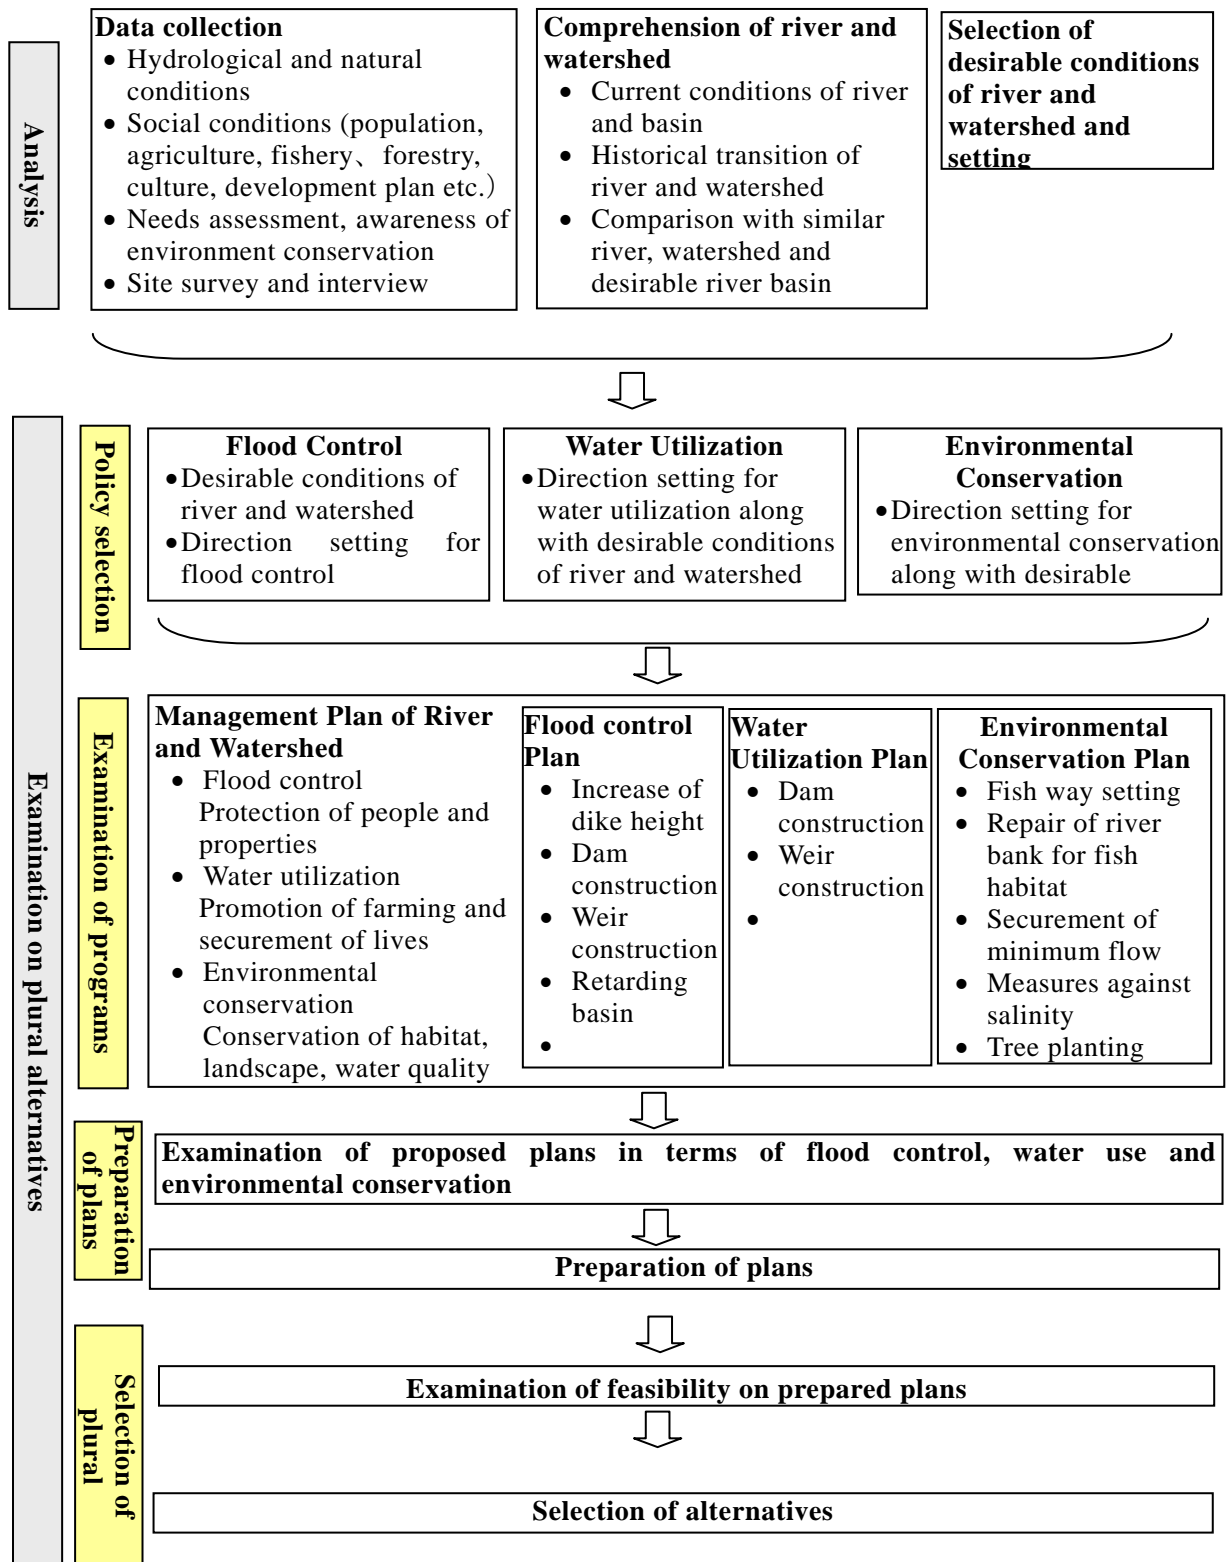 Analysis
Data collection
• Hydrological and natural
conditions
• Social conditions (population,
agriculture, fishery、forestry,
culture, development plan etc.）
• Needs assessment, awareness of
environment conservation
• Site survey and interview
Comprehension of river and
watershed
• Current conditions of river
and basin
• Historical transition of
river and watershed
• Comparison with similar
river, watershed and
desirable river basin
Selection of
desirable conditions
of river and
watershed and
setting
Examination on plural alternatives
Policy selection
Flood Control
•Desirable conditions of
river and watershed
•Direction setting for
flood control
Water Utilization
•Direction setting for
water utilization along
with desirable conditions
of river and watershed
Environmental
Conservation
•Direction setting for
environmental conservation
along with desirable
Examination of programs
Management Plan of River
and Watershed
• Flood control
Protection of people and
properties
• Water utilization
Promotion of farming and
securement of lives
• Environmental
conservation
Conservation of habitat,
landscape, water quality
Flood control
Plan
• Increase of
dike height
• Dam
construction
• Weir
construction
• Retarding
basin
•
Water
Utilization Plan
• Dam
construction
• Weir
construction
•
Environmental
Conservation Plan
• Fish way setting
• Repair of river
bank for fish
habitat
• Securement of
minimum flow
• Measures against
salinity
• Tree planting
Preparation
of plans
Examination of proposed plans in terms of flood control, water use and
environmental conservation
Preparation of plans
Selection of
plural
Examination of feasibility on prepared plans
Selection of alternatives